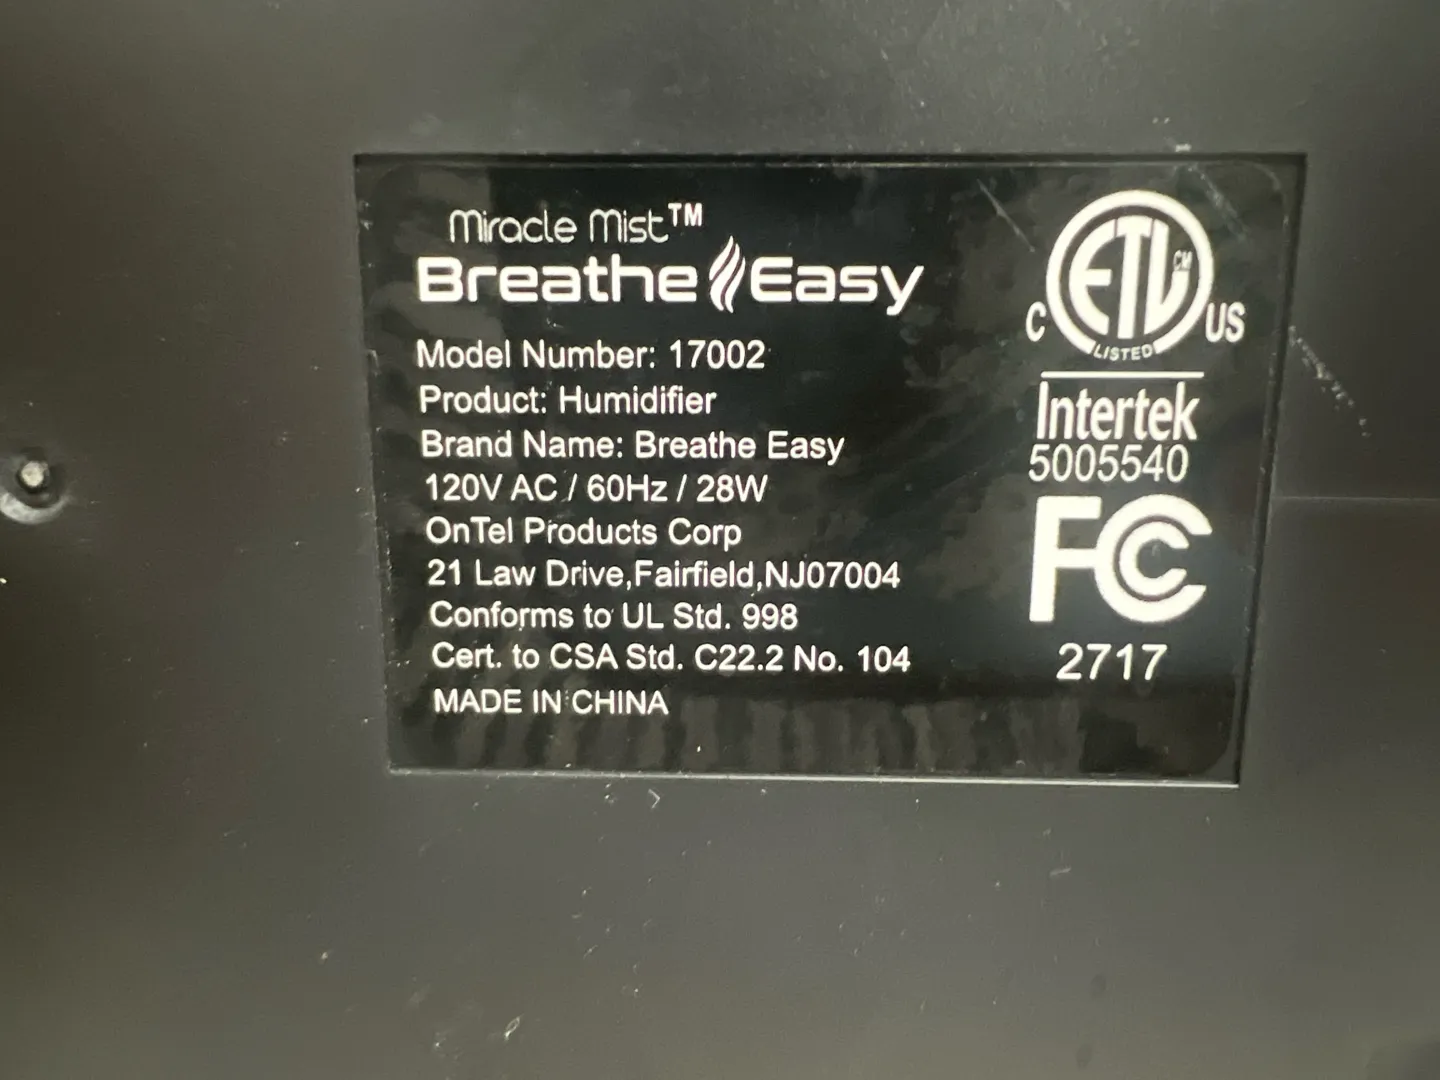 Miracle Mist™
Breathe Easy
Model Number: 17002
Product: Humidifier
Brand Name: Breathe Easy
120V AC / 60Hz / 28W
OnTel Products Corp
21 Law Drive,Fairfield,NJ07004
Conforms to UL Std. 998
Cert. to CSA Std. C22.2 No. 104
MADE IN CHINA
ETL CM
C US
LISTED
Intertek
5005540
FC
2717